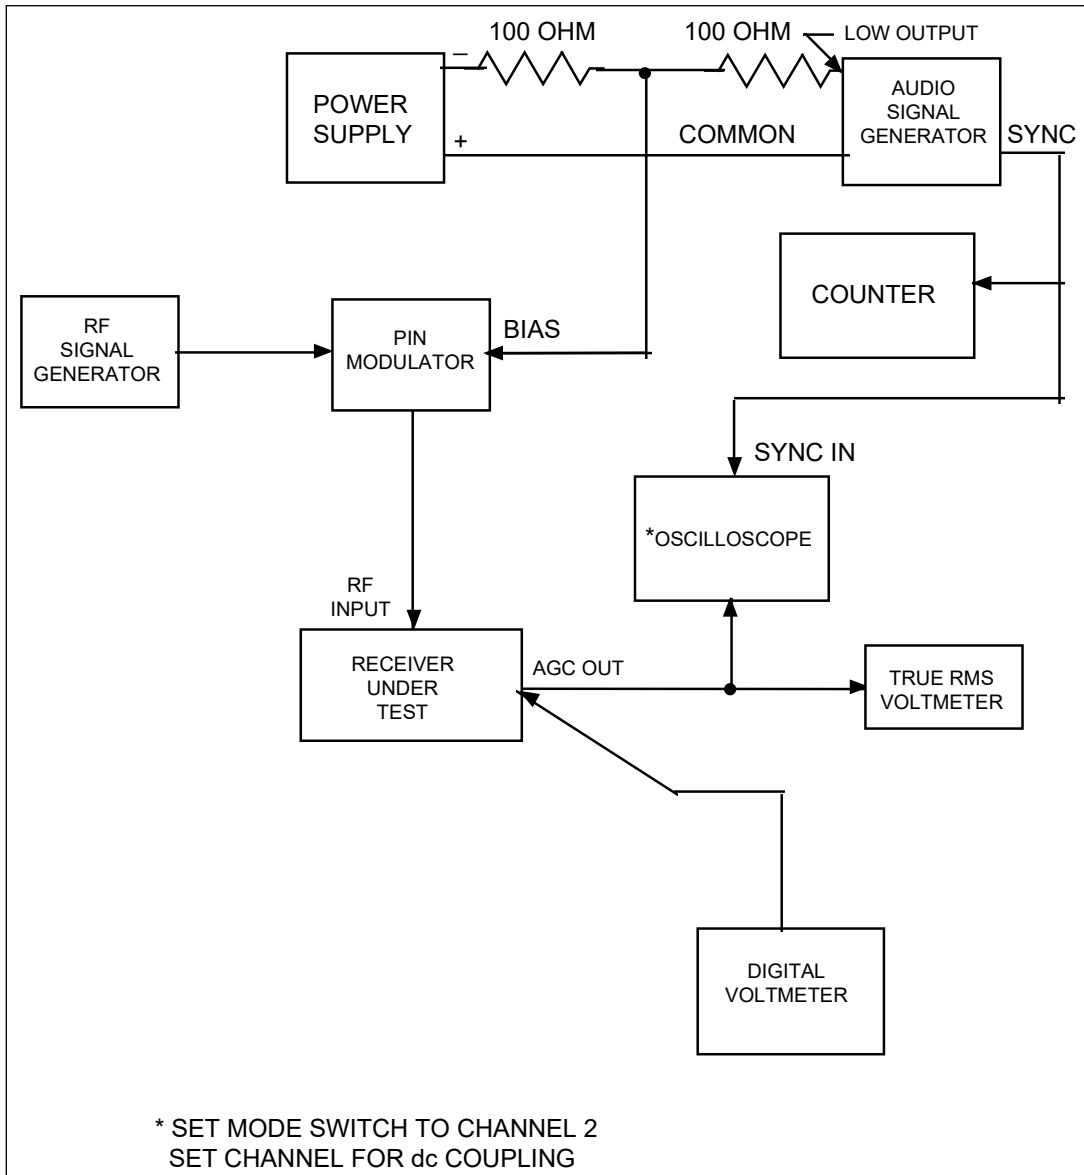 100 OHM
100 OHM
LOW OUTPUT
–
POWER
SUPPLY
+
COMMON
AUDIO
SIGNAL
GENERATOR
SYNC
COUNTER
RF
SIGNAL
GENERATOR
PIN
MODULATOR
BIAS
SYNC IN
*OSCILLOSCOPE
RF
INPUT
RECEIVER
UNDER
TEST
AGC OUT
TRUE RMS
VOLTMETER
DIGITAL
VOLTMETER
* SET MODE SWITCH TO CHANNEL 2
SET CHANNEL FOR dc COUPLING